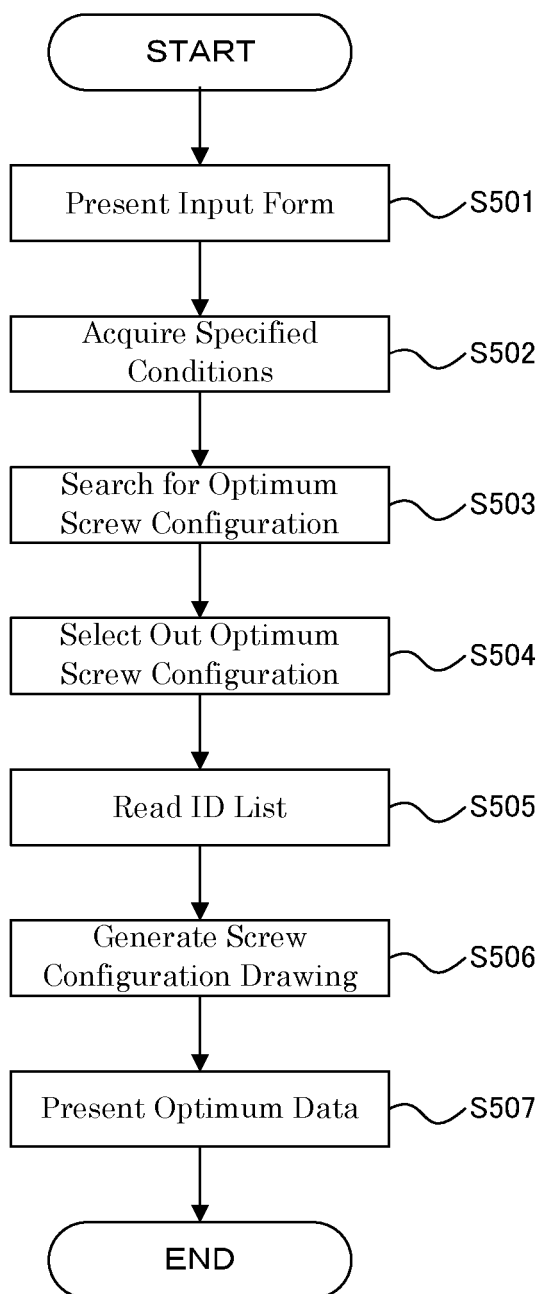 START
Present Input Form
S501
Acquire Specified
Conditions
S502
Search for Optimum
Screw Configuration
S503
Select Out Optimum
Screw Configuration
S504
Read ID List
S505
Generate Screw
Configuration Drawing
S506
Present Optimum Data
S507
END